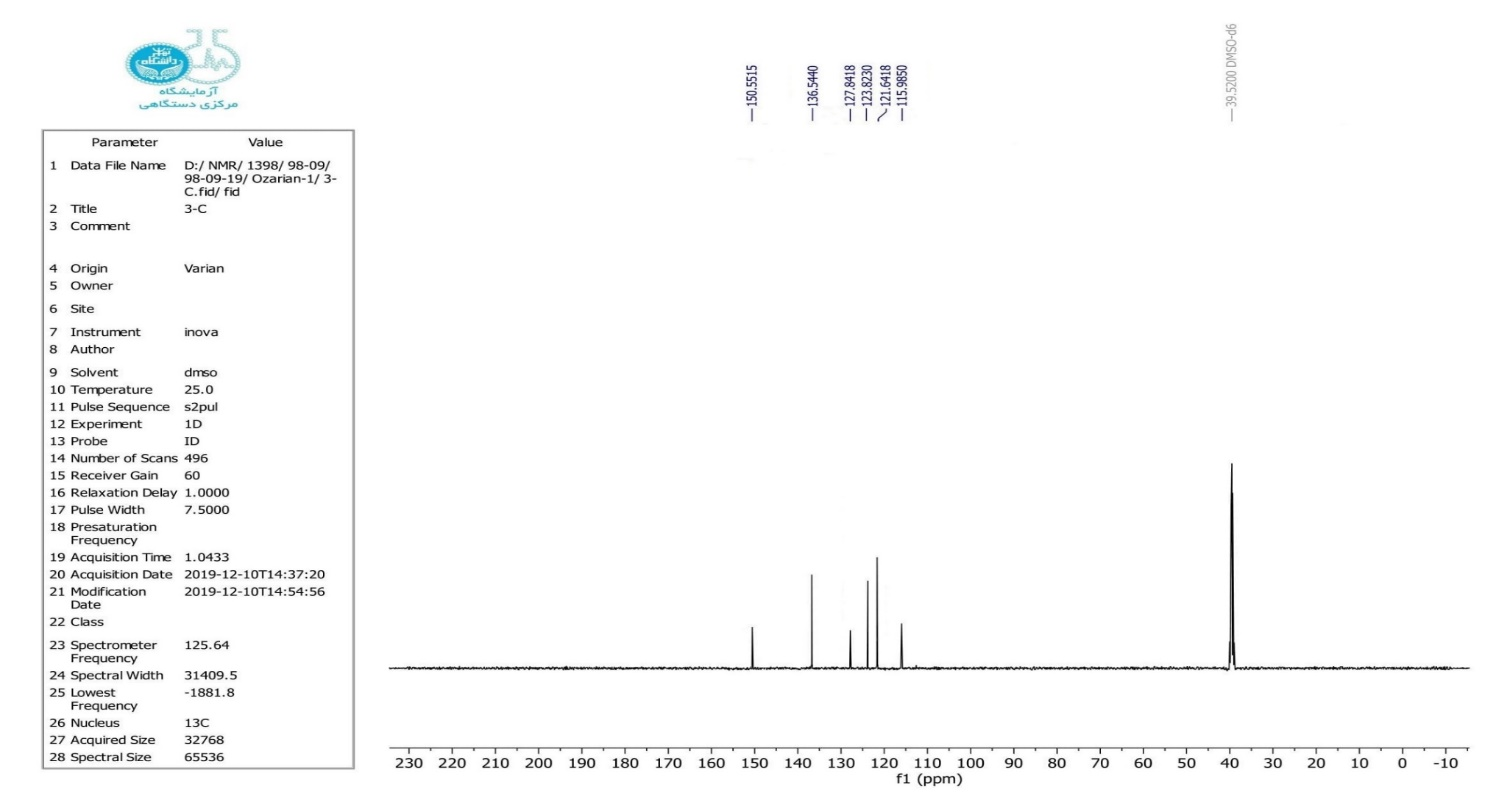 آزمایشگاه
مرکزی دستگاهی
Parameter Value
1 Data File Name D:/ NMR/ 1398/ 98-09/
98-09-19/ Ozarian-1/ 3-
C.fid/ fid
2 Title 3-C
3 Comment
4 Origin Varian
5 Owner
6 Site
7 Instrument inova
8 Author
9 Solvent dmso
10 Temperature 25.0
11 Pulse Sequence s2pul
12 Experiment 1D
13 Probe ID
14 Number of Scans 496
15 Receiver Gain 60
16 Relaxation Delay 1.0000
17 Pulse Width 7.5000
18 Presaturation
Frequency
19 Acquisition Time 1.0433
20 Acquisition Date 2019-12-10T14:37:20
21 Modification 2019-12-10T14:54:56
Date
22 Class
23 Spectrometer 125.64
Frequency
24 Spectral Width 31409.5
25 Lowest -1881.8
Frequency
26 Nucleus 13C
27 Acquired Size 32768
28 Spectral Size 65536
150.5515
136.5440
127.8418
123.8230
121.6418
115.9850
39.5200 DMSO-d6
230 220 210 200 190 180 170 160 150 140 130 120 110 100 90 80 70 60 50 40 30 20 10 0 -10
f1 (ppm)